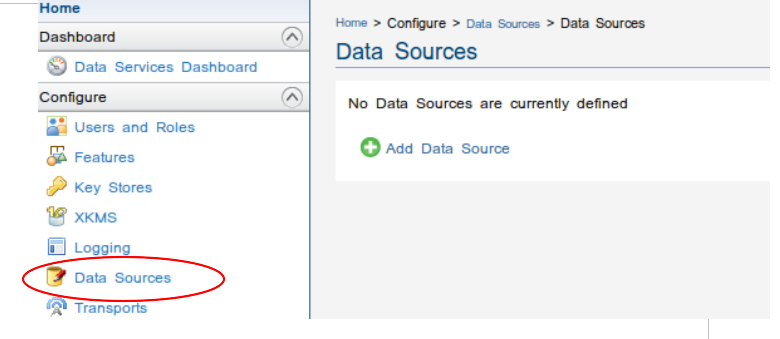 Home
Dashboard
Data Services Dashboard
Configure
Users and Roles
Features
Key Stores
XKMS
Logging
Data Sources
Transports
Home > Configure > Data Sources > Data Sources
Data Sources
No Data Sources are currently defined
Add Data Source